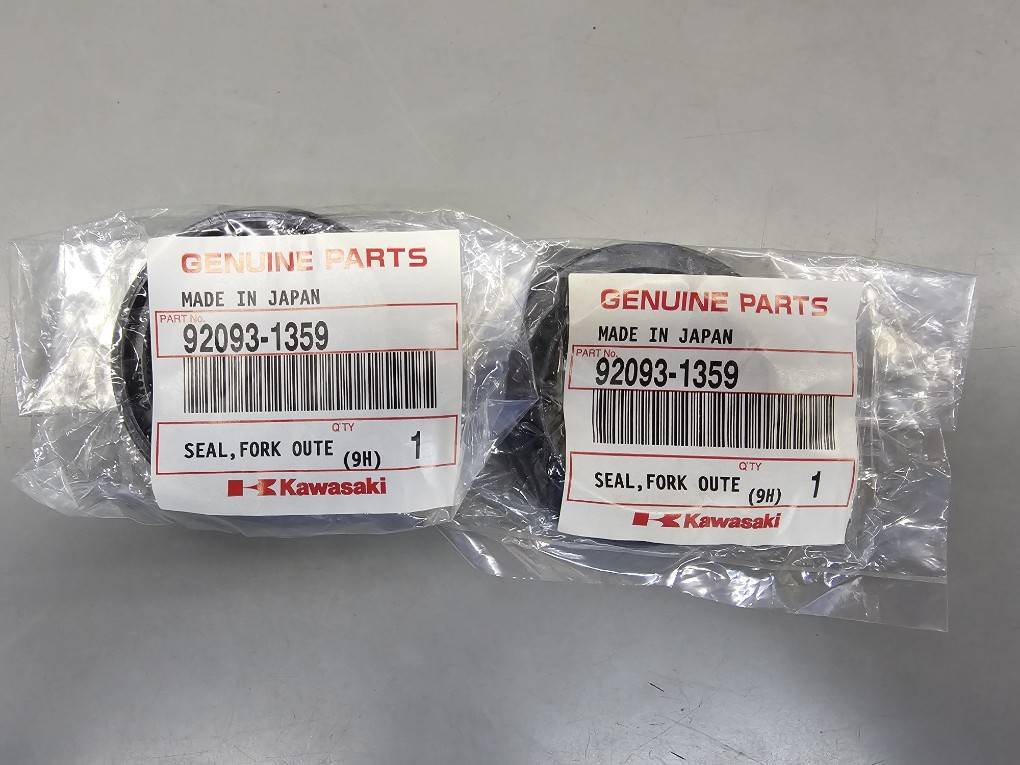 GENUINE PARTS
MADE IN JAPAN
PART No.
92093-1359
Q'TY
SEAL,FORK OUTE (9H) 1
Kawasaki
GENUINE PARTS
MADE IN JAPAN
PART No.
92093-1359
Q'TY
SEAL,FORK OUTE (9H) 1
Kawasaki